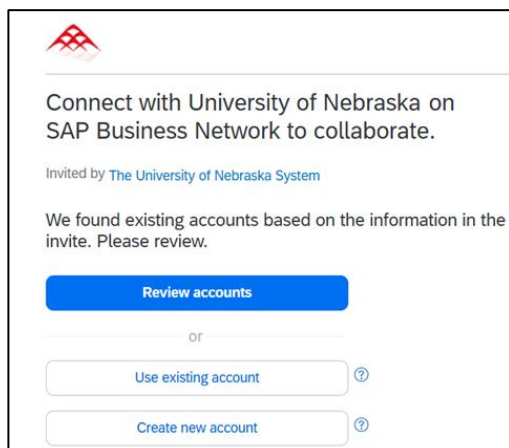 Connect with University of Nebraska on
SAP Business Network to collaborate.
Invited by The University of Nebraska System
We found existing accounts based on the information in the
invite. Please review.
Review accounts
or
Use existing account ?
Create new account ?